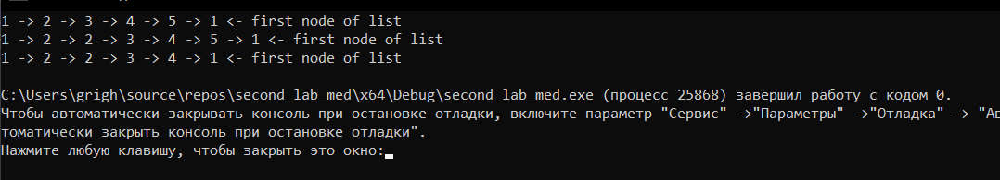 1 -> 2 -> 3 -> 4 -> 5 -> 1 <- first node of list
1 -> 2 -> 2 -> 3 -> 4 -> 5 -> 1 <- first node of list
1 -> 2 -> 2 -> 3 -> 4 -> 1 <- first node of list
C:\Users\grigh\source\repos\second_lab_med\x64\Debug\second_lab_med.exe (процесс 25868) завершил работу с кодом 0.
Чтобы автоматически закрывать консоль при остановке отладки, включите параметр "Сервис" ->"Параметры" ->"Отладка" -> "Ав
томатически закрыть консоль при остановке отладки".
Нажмите любую клавишу, чтобы закрыть это окно: